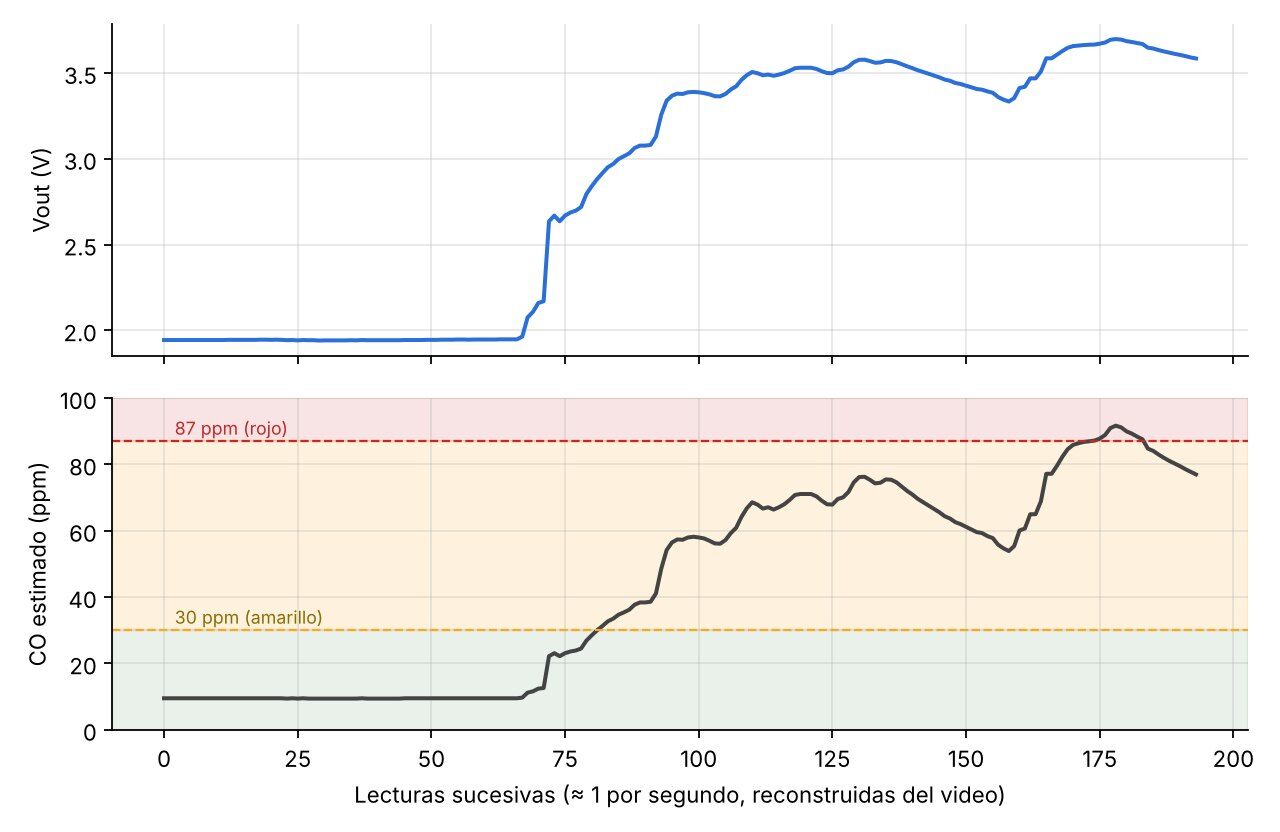 3.5
3.0
2.5
2.0
Vout (V)
100
80
60
40
20
0
CO estimado (ppm)
87 ppm (rojo)
30 ppm (amarillo)
0 25 50 75 100 125 150 175 200
Lecturas sucesivas (≈ 1 por segundo, reconstruidas del video)